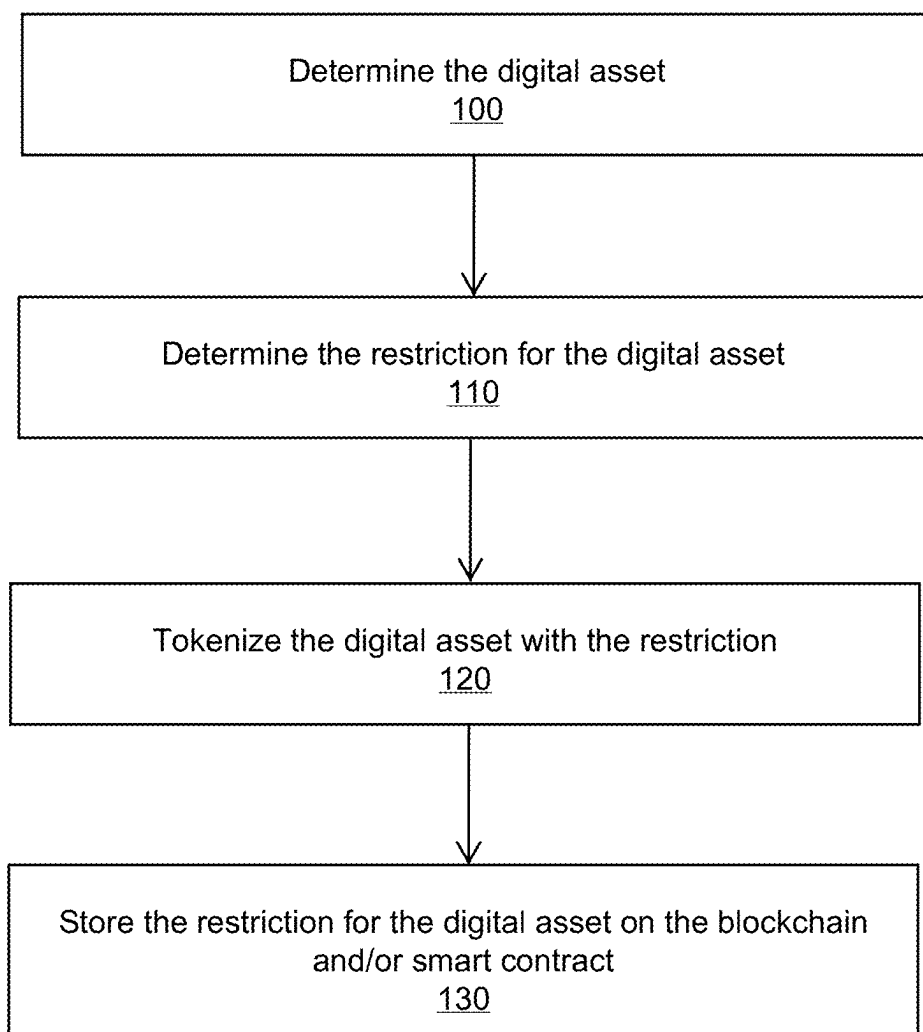 Determine the digital asset
100
Determine the restriction for the digital asset
110
Tokenize the digital asset with the restriction
120
Store the restriction for the digital asset on the blockchain
and/or smart contract
130